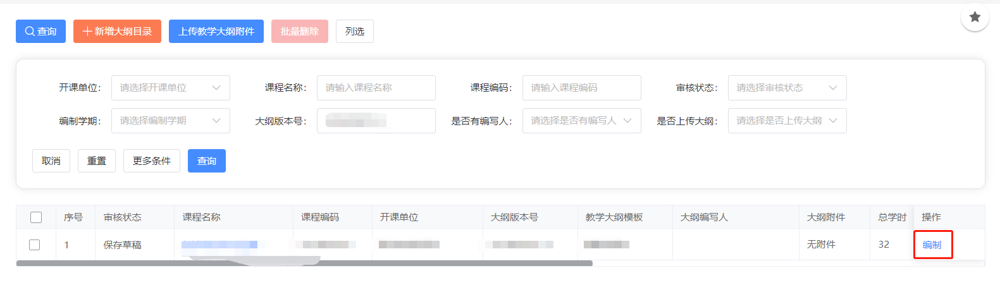 查询 新增大纲目录 上传教学大纲附件 批量删除 列选
开课单位： 请选择开课单位 课程名称： 请输入课程名称 课程编码： 请输入课程编码 审核状态： 请选择审核状态
编制学期： 请选择编制学期 大纲版本号： 是否有编写人： 请选择是否有编写人 是否上传大纲： 请选择是否上传大纲
取消 重置 更多条件 查询
序号 审核状态 课程名称 课程编码 开课单位 大纲版本号 教学大纲模板 大纲编写人 大纲附件 总学时 操作
1 保存草稿 无附件 32 编制